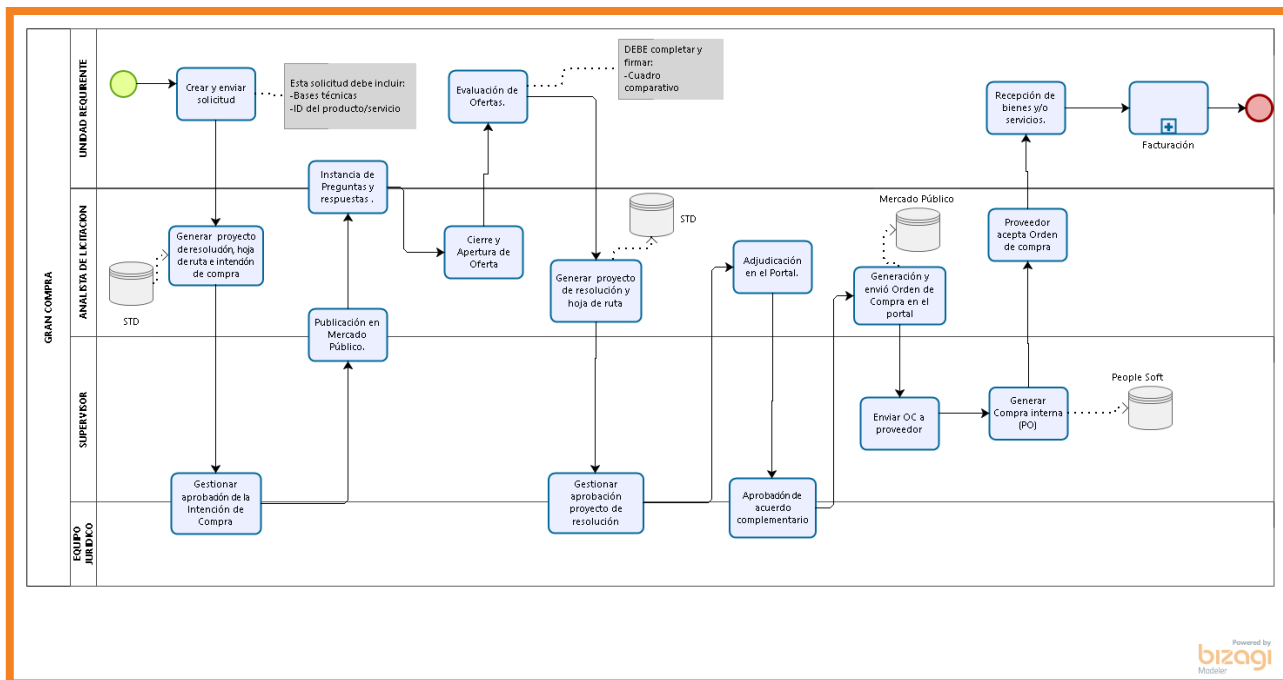 GRAN COMPRA
UNIDAD REQUIRENTE
Crear y enviar
solicitud
Esta solicitud debe incluir:
-Bases técnicas
-ID del producto/servicio
Evaluación de
Ofertas.
DEBE completar y
firmar:
-Cuadro
comparativo
Recepción de
bienes y/o
servicios.
Facturación
Instancia de
Preguntas y
respuestas .
ANALISTA DE LICITACION
Generar proyecto
de resolución, hoja
de ruta e intención
de compra
STD
Cierre y
Apertura de
Oferta
Publicación en
Mercado
Público.
Generar proyecto
de resolución y
hoja de ruta
STD
Adjudicación
en el Portal.
Mercado Público
Generación y
envió Orden de
Compra en el
portal
Proveedor
acepta Orden
de compra
SUPERVISOR
Enviar OC a
proveedor
Generar
Compra interna
(PO)
People Soft
Gestionar
aprobación de la
Intención de
Compra
Gestionar
aprobación
proyecto de
resolución
Aprobación de
acuerdo
complementario
EQUIPO
JURIDICO
Powered by
bizagi
Modeler